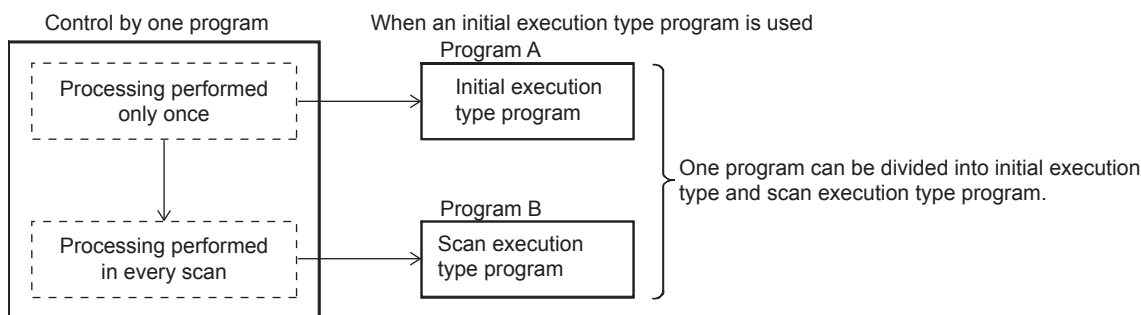 Control by one program
When an initial execution type program is used
Program A
Processing performed
only once
Initial execution
type program
One program can be divided into initial execution
type and scan execution type program.
Program B
Processing performed
in every scan
Scan execution
type program